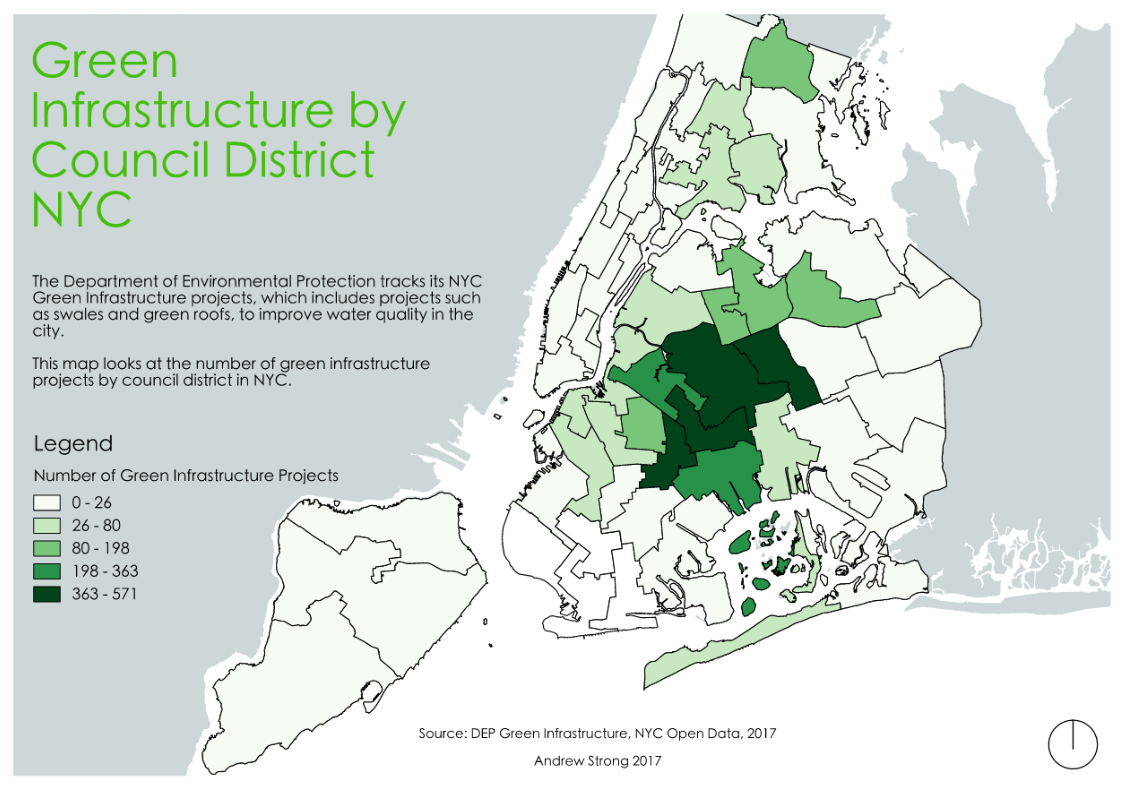 Green
Infrastructure by
Council District
NYC
The Department of Environmental Protection tracks its NYC
Green Infrastructure projects, which includes projects such
as swales and green roofs, to improve water quality in the
city.
This map looks at the number of green infrastructure
projects by council district in NYC.
Legend
Number of Green Infrastructure Projects
0 - 26
26 - 80
80 - 198
198 - 363
363 - 571
Source: DEP Green Infrastructure, NYC Open Data, 2017
Andrew Strong 2017